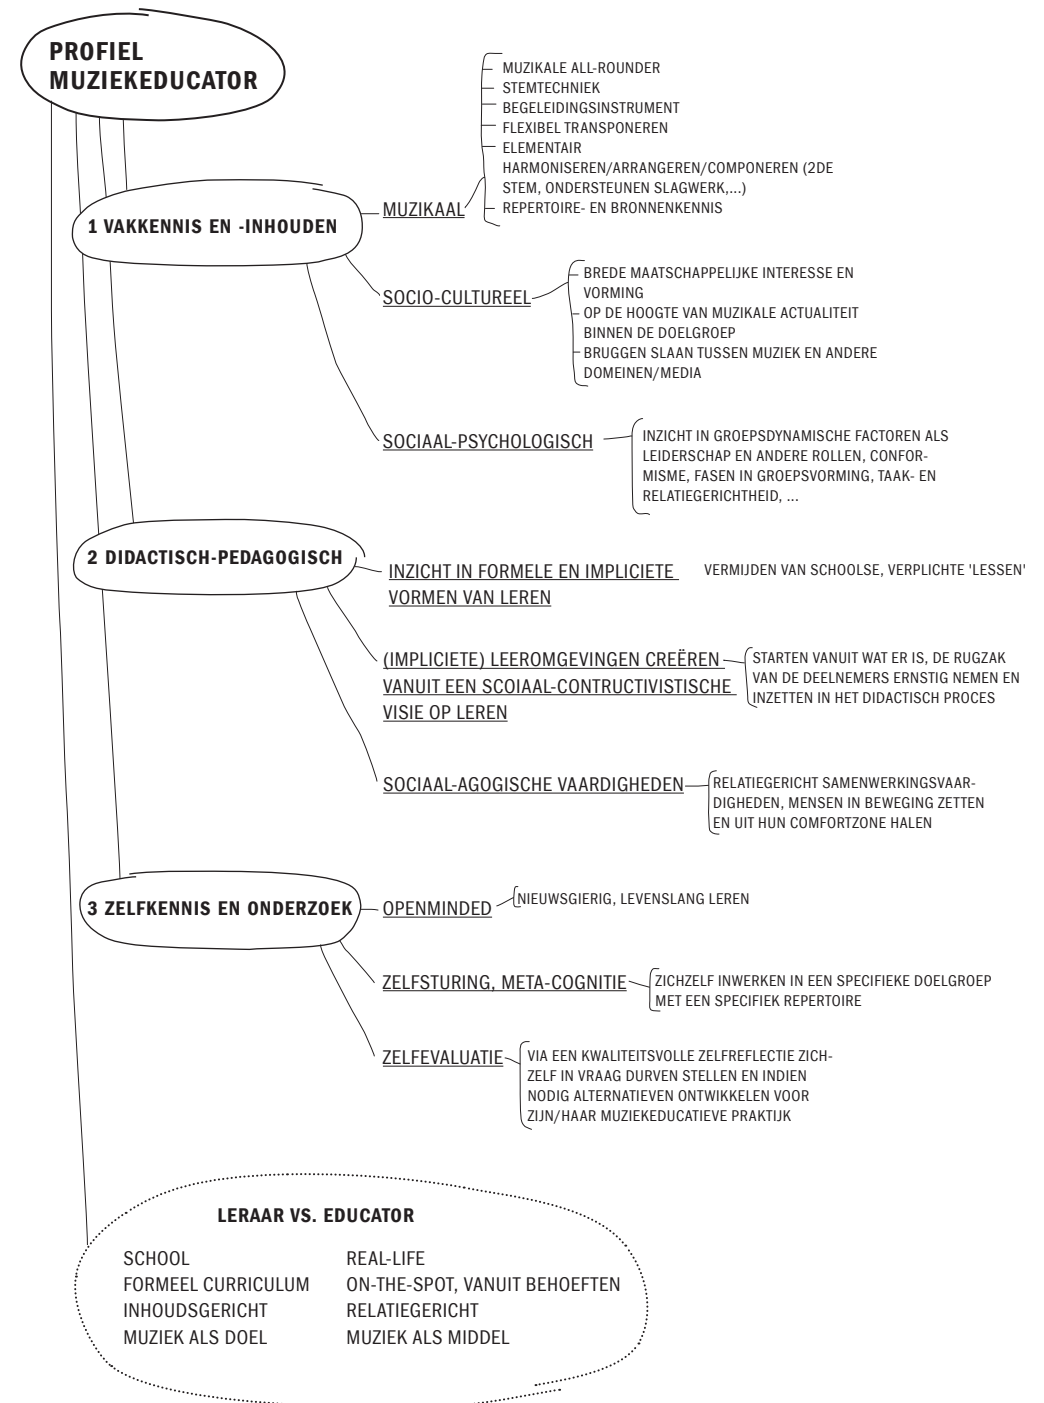 PROFIEL
MUZIEKEDUCATOR
1 VAKKENNIS EN -INHOUDEN
MUZIKAAL
MUZIKALE ALL-ROUNDER
STEMTECHNIEK
BEGELEIDINGSINSTRUMENT
FLEXIBEL TRANSPONEREN
ELEMENTAIR
HARMONISEREN/ARRANGEREN/COMPONEREN (2DE
STEM, ONDERSTEUNEN SLAGWERK,...)
REPERTOIRE- EN BRONNENKENNIS
SOCIO-CULTUREEL
BREDE MAATSCHAPPELIJKE INTERESSE EN
VORMING
OP DE HOOGTE VAN MUZIKALE ACTUALITEIT
BINNEN DE DOELGROEP
BRUGGEN SLAAN TUSSEN MUZIEK EN ANDERE
DOMEINEN/MEDIA
SOCIAAL-PSYCHOLOGISCH
INZICHT IN GROEPSDYNAMISCHE FACTOREN ALS
LEIDERSCHAP EN ANDERE ROLLEN, CONFOR-
MISME, FASEN IN GROEPSVORMING, TAAK- EN
RELATIEGERICHTHEID, ...
2 DIDACTISCH-PEDAGOGISCH
INZICHT IN FORMELE EN IMPLICIETE
VORMEN VAN LEREN
VERMIJDEN VAN SCHOOLSE, VERPLICHTE 'LESSEN'
(IMPLICIETE) LEEROMGEVINGEN CREËREN
VANUIT EEN SCOIAAL-CONTRUCTIVISTISCHE
VISIE OP LEREN
STARTEN VANUIT WAT ER IS, DE RUGZAK
VAN DE DEELNEMERS ERNSTIG NEMEN EN
INZETTEN IN HET DIDACTISCH PROCES
SOCIAAL-AGOGISCHE VAARDIGHEDEN
RELATIEGERICHT SAMENWERKINGSVAAR-
DIGHEDEN, MENSEN IN BEWEGING ZETTEN
EN UIT HUN COMFORTZONE HALEN
3 ZELFKENNIS EN ONDERZOEK
OPENMINDED
NIEUWSGIERIG, LEVENSLANG LEREN
ZELFSTURING, META-COGNITIE
ZICHZELF INWERKEN IN EEN SPECIFIEKE DOELGROEP
MET EEN SPECIFIEK REPERTOIRE
ZELFEVALUATIE
VIA EEN KWALITEITSVOLLE ZELFREFLECTIE ZICH-
ZELF IN VRAAG DURVEN STELLEN EN INDIEN
NODIG ALTERNATIEVEN ONTWIKKELEN VOOR
ZIJN/HAAR MUZIEKEDUCATIEVE PRAKTIJK
LERAAR VS. EDUCATOR
SCHOOL
FORMEEL CURRICULUM
INHOUDSGERICHT
MUZIEK ALS DOEL
REAL-LIFE
ON-THE-SPOT, VANUIT BEHOEFTEN
RELATIEGERICHT
MUZIEK ALS MIDDEL